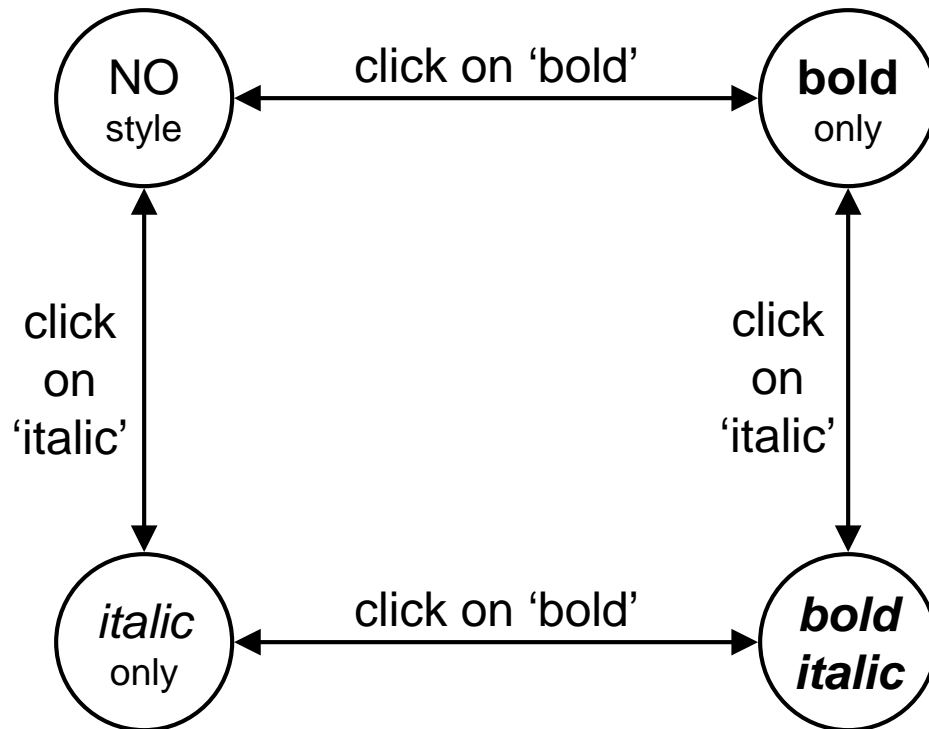 NO
style
click on ‘bold’
bold
only
click
on
‘italic’
click
on
‘italic’
italic
only
click on ‘bold’
bold
italic